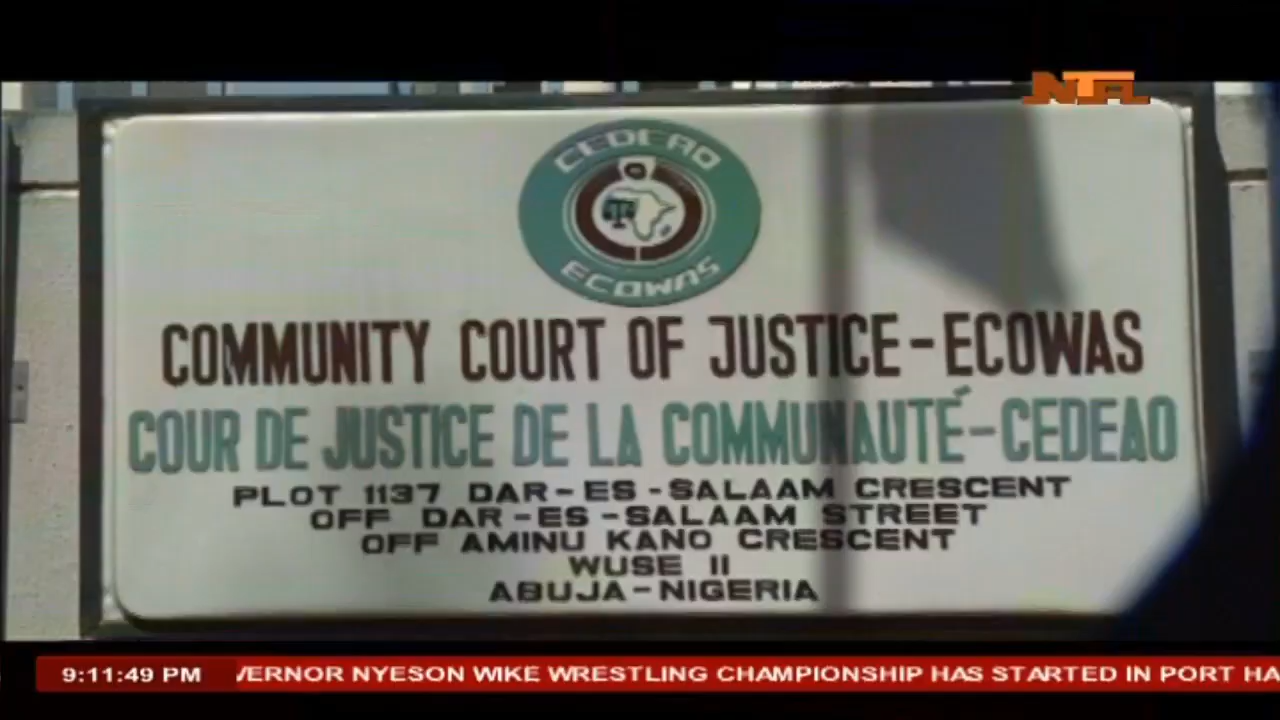 NTA
CEDEAO
ECOWAS
COMMUNITY COURT OF JUSTICE-ECOWAS
COUR DE JUSTICE DE LA COMMUNAUTÉ-CEDEAO
PLOT 1137 DAR-ES-SALAAM CRESCENT
OFF DAR-ES-SALAAM STREET
OFF AMINU KANO CRESCENT
WUSE II
ABUJA-NIGERIA
9:11:49 PM VERNOR NYESON WIKE WRESTLING CHAMPIONSHIP HAS STARTED IN PORT HA